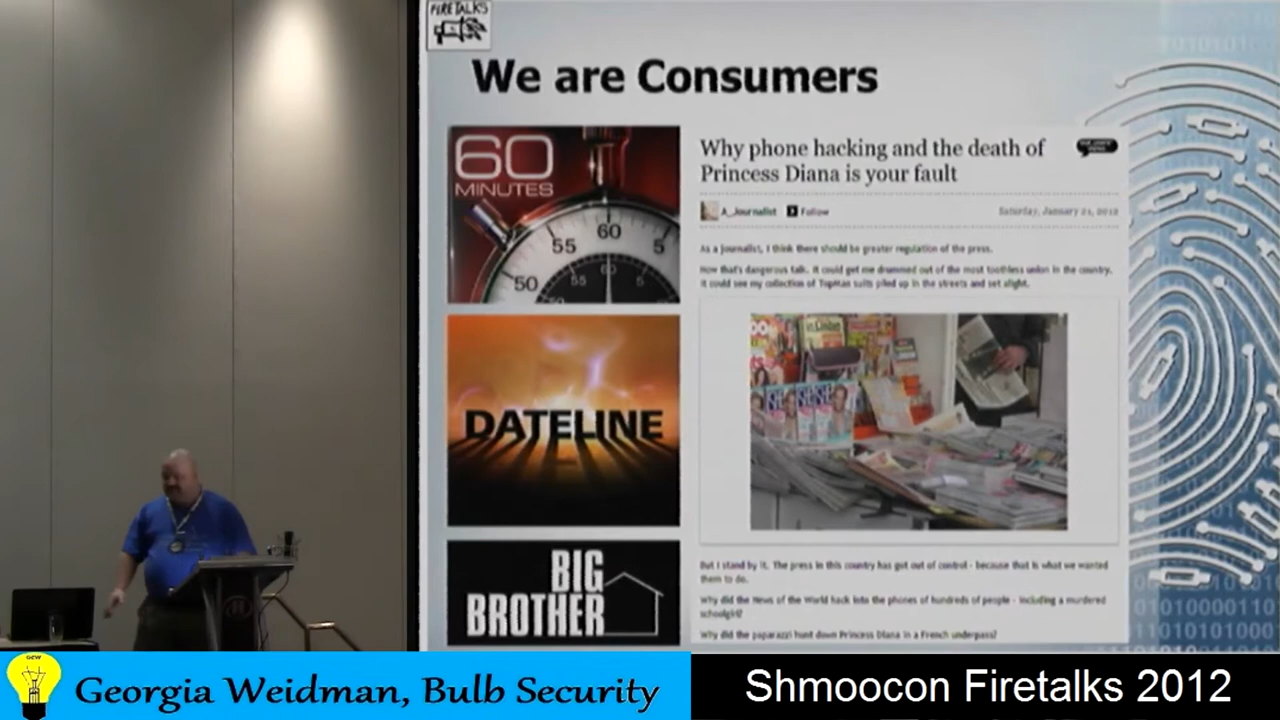 FIRETALKS
We are Consumers
60
MINUTES
60
55
5
50
55
60
5
DATELINE
BIG
BROTHER
Why phone hacking and the death of
Princess Diana is your fault
A_Journalist Follow
Saturday, January 21, 2012
As a journalist, I think there should be greater regulation of the press.
Now that's dangerous talk. It could get me drummed out of the most toothless union in the country.
It could see my collection of TopMan suits piled up in the streets and set alight.
But I stand by it. The press in this country has got out of control - because that is what we wanted
them to do.
Why did the News of the World hack into the phones of hundreds of people - including a murdered
schoolgirl?
Why did the paparazzi hunt down Princess Diana in a French underpass?
GCW
Georgia Weidman, Bulb Security
Shmoocon Firetalks 2012